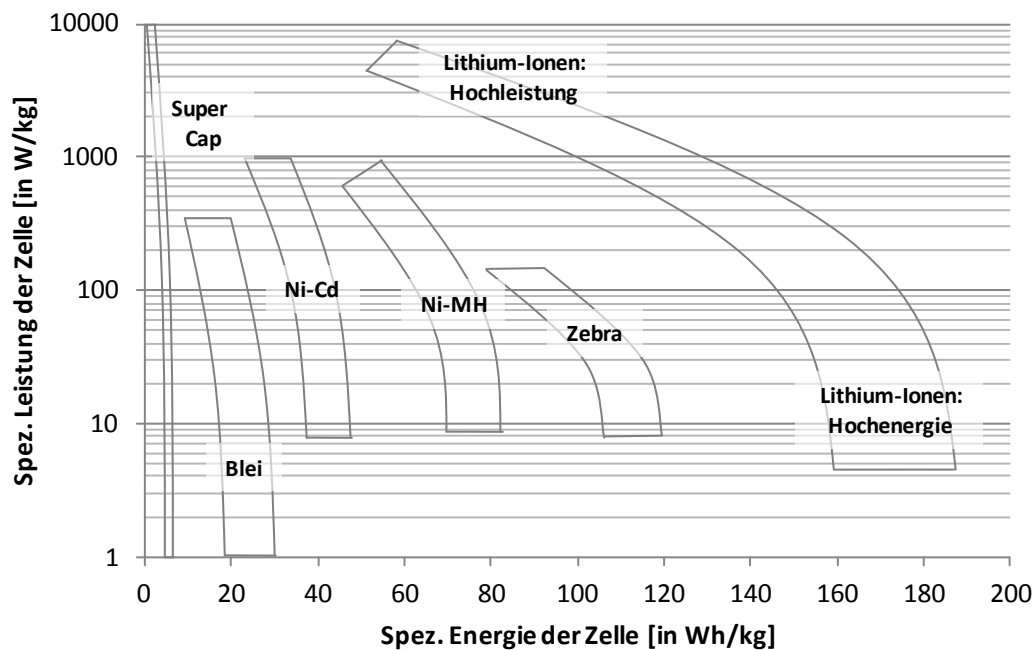 Spez. Leistung der Zelle [in W/kg]
10000
1000
100
10
1
Super
Cap
Lithium-Ionen:
Hochleistung
Ni-Cd
Ni-MH
Zebra
Blei
Lithium-Ionen:
Hochenergie
0 20 40 60 80 100 120 140 160 180 200
Spez. Energie der Zelle [in Wh/kg]